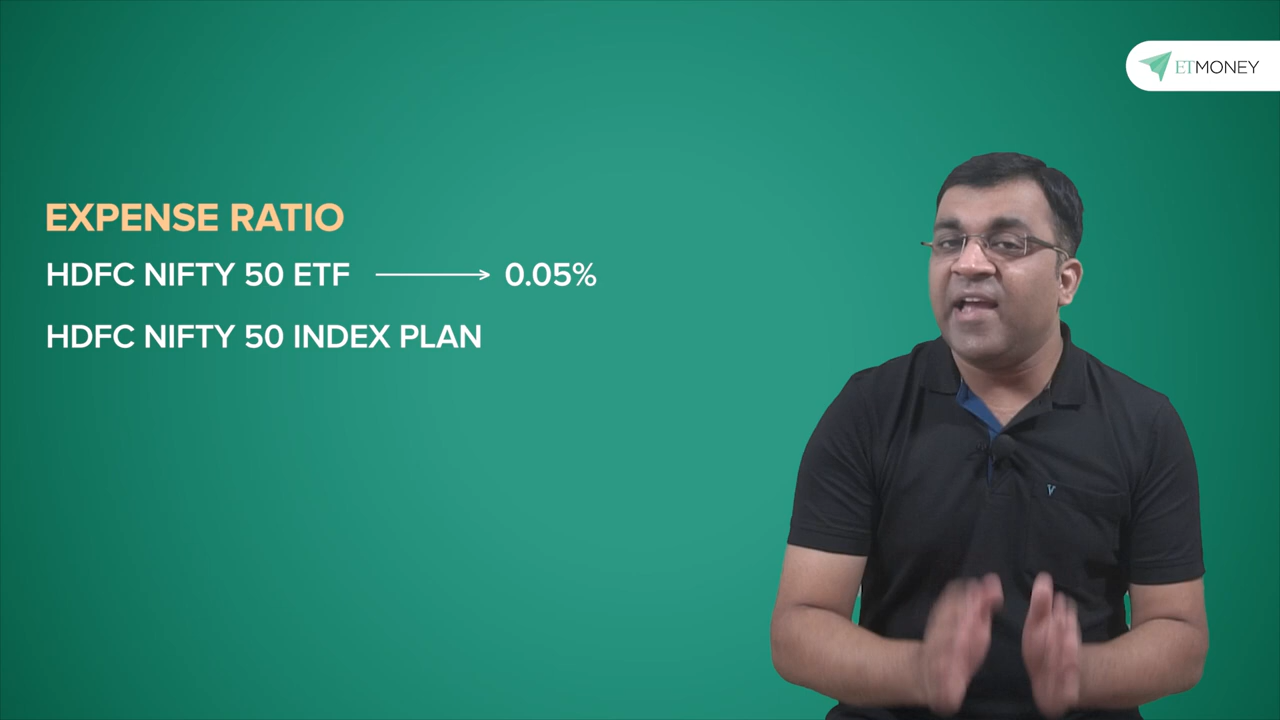 ETMONEY
EXPENSE RATIO
HDFC NIFTY 50 ETF 0.05%
HDFC NIFTY 50 INDEX PLAN
V